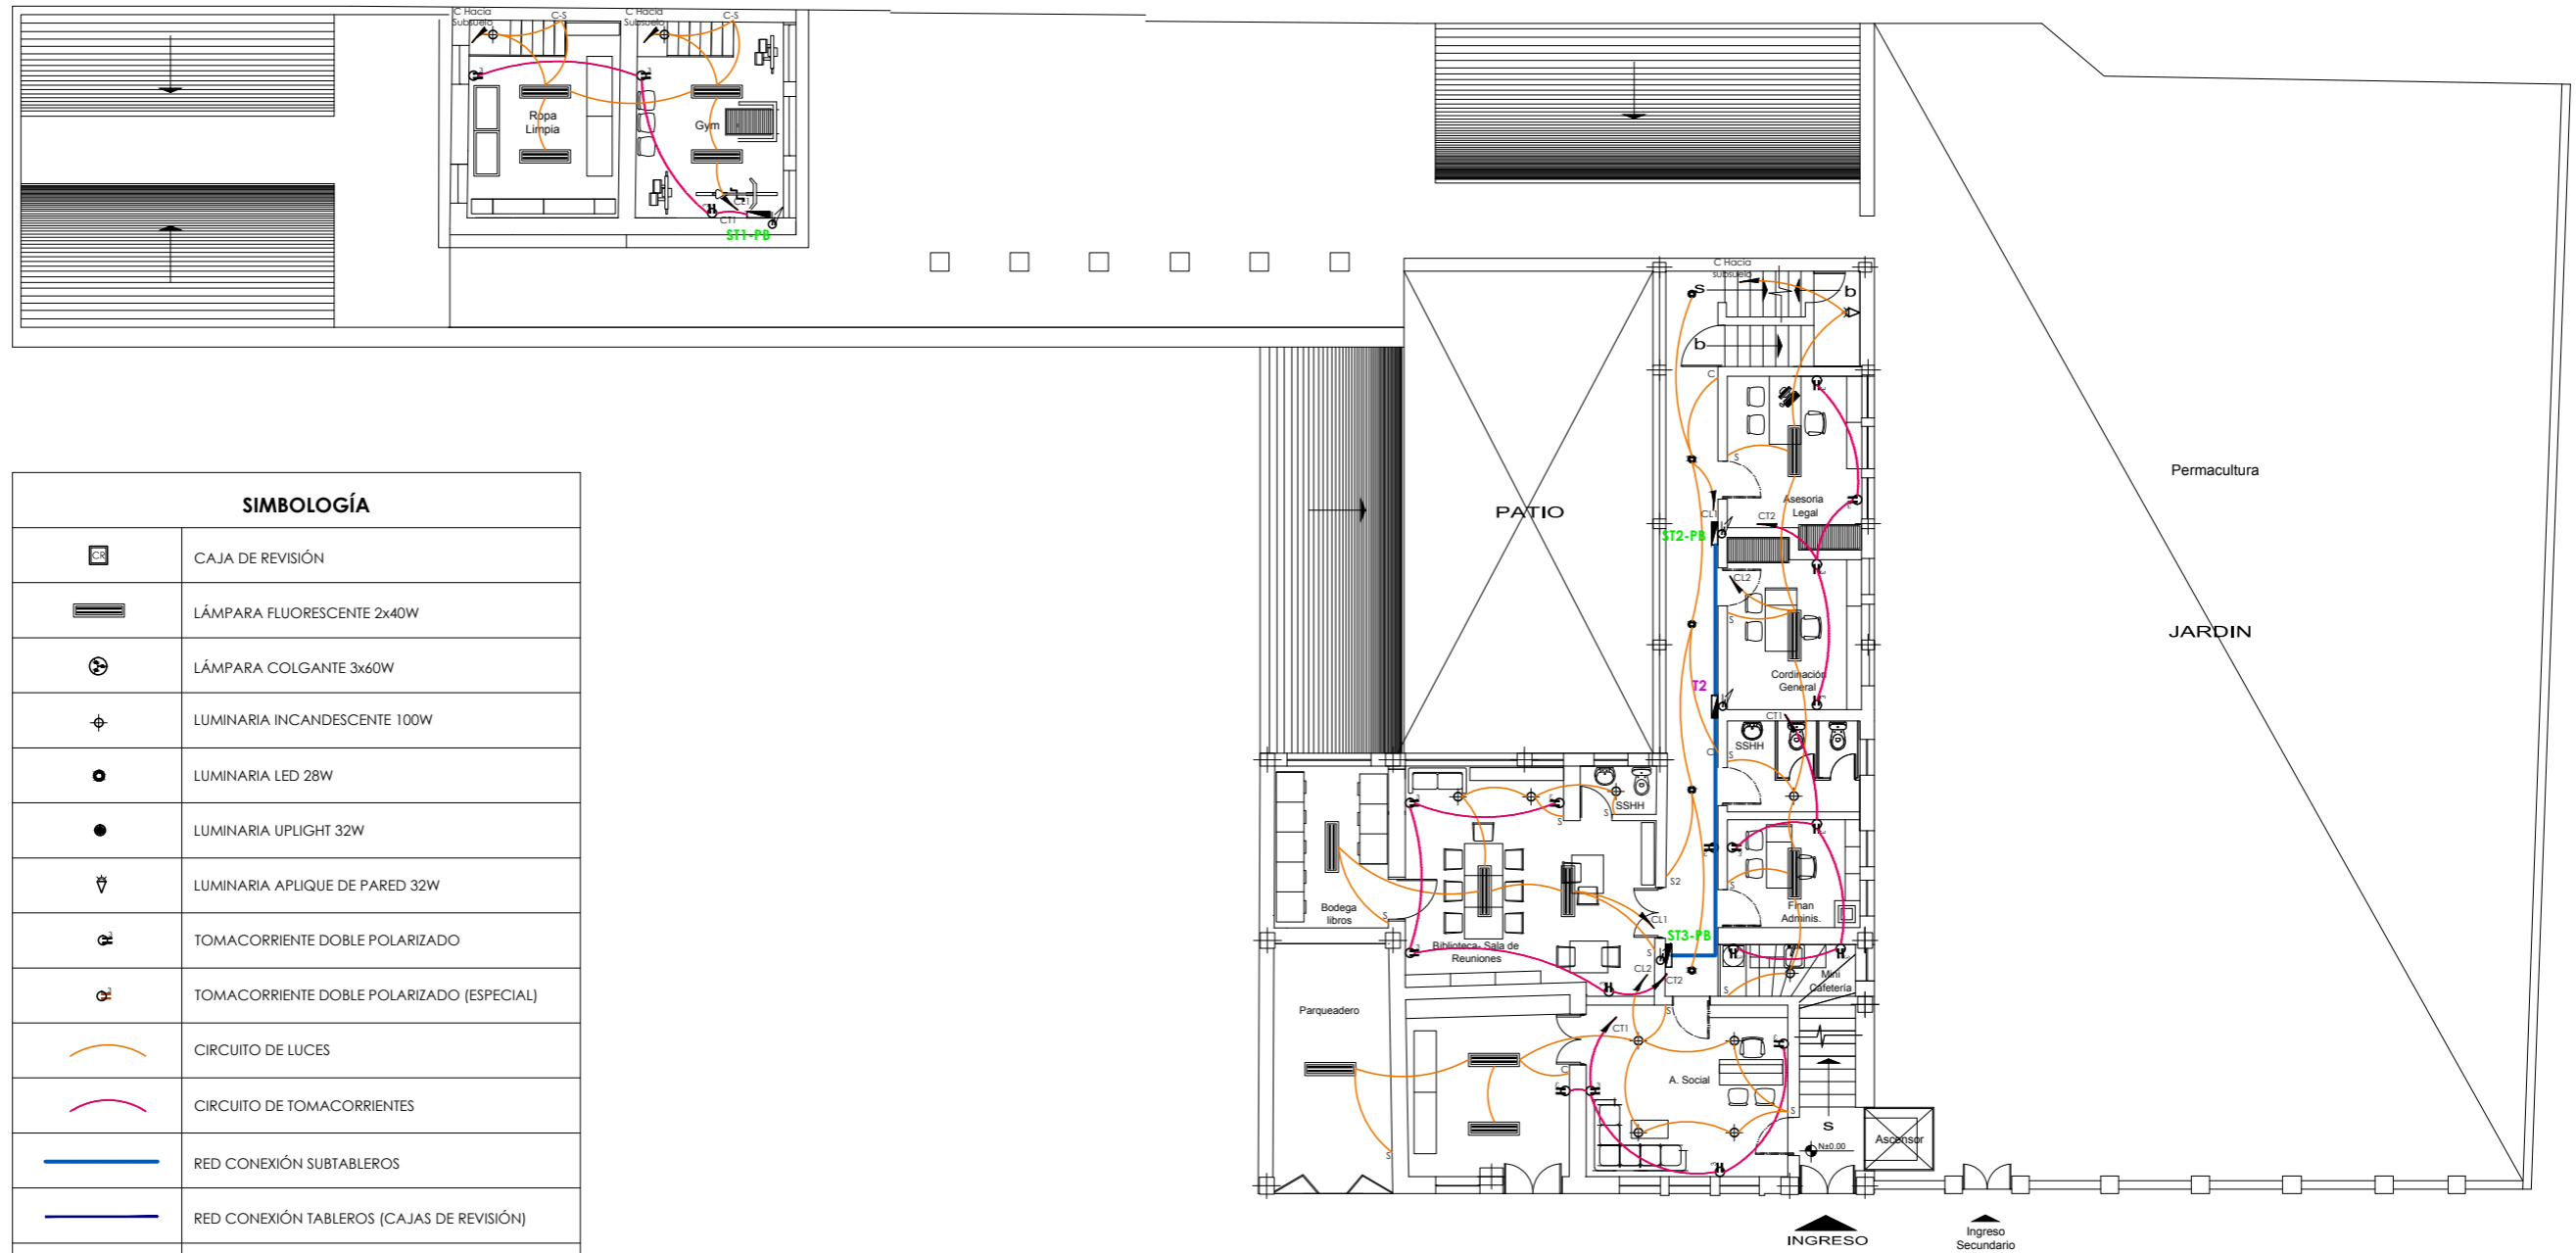 C Hacia
Subsuelo
C-S
C Hacia
Subsuelo
C-S
Ropa
Limpia
Gym
CL1
CT1
ST1-PB
SIMBOLOGÍA
CR
CAJA DE REVISIÓN
LÁMPARA FLUORESCENTE 2x40W
LÁMPARA COLGANTE 3x60W
LUMINARIA INCANDESCENTE 100W
LUMINARIA LED 28W
LUMINARIA UPLIGHT 32W
LUMINARIA APLIQUE DE PARED 32W
TOMACORRIENTE DOBLE POLARIZADO
TOMACORRIENTE DOBLE POLARIZADO (ESPECIAL)
CIRCUITO DE LUCES
CIRCUITO DE TOMACORRIENTES
RED CONEXIÓN SUBTABLEROS
RED CONEXIÓN TABLEROS (CAJAS DE REVISIÓN)
C Hacia
subsuelo
s
b
b
C
S
Asesoria
Legal
CL1
CT2
ST2-PB
PATIO
CL2
S
Cordinación
General
T2
CT1
C
S
SSHH
SSHH
S
S
S2
S
Finan
Adminis.
Bodega
libros
S
CL1
ST3-PB
Biblioteca- Sala de
Reuniones
S
CL2
CT2
Mini
Cafetería
S
Parqueadero
CT1
S
C
A. Social
S
S
S
N±0.00
Ascensor
Permacultura
JARDIN
INGRESO
Ingreso
Secundario